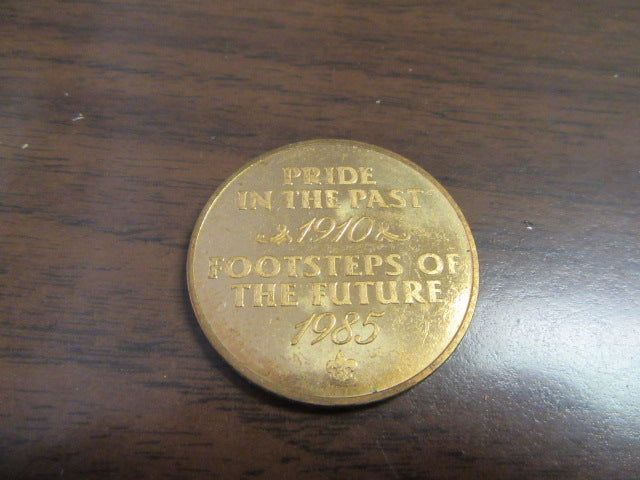 PRIDE
IN THE PAST
1910
FOOTSTEPS OF
THE FUTURE
1985